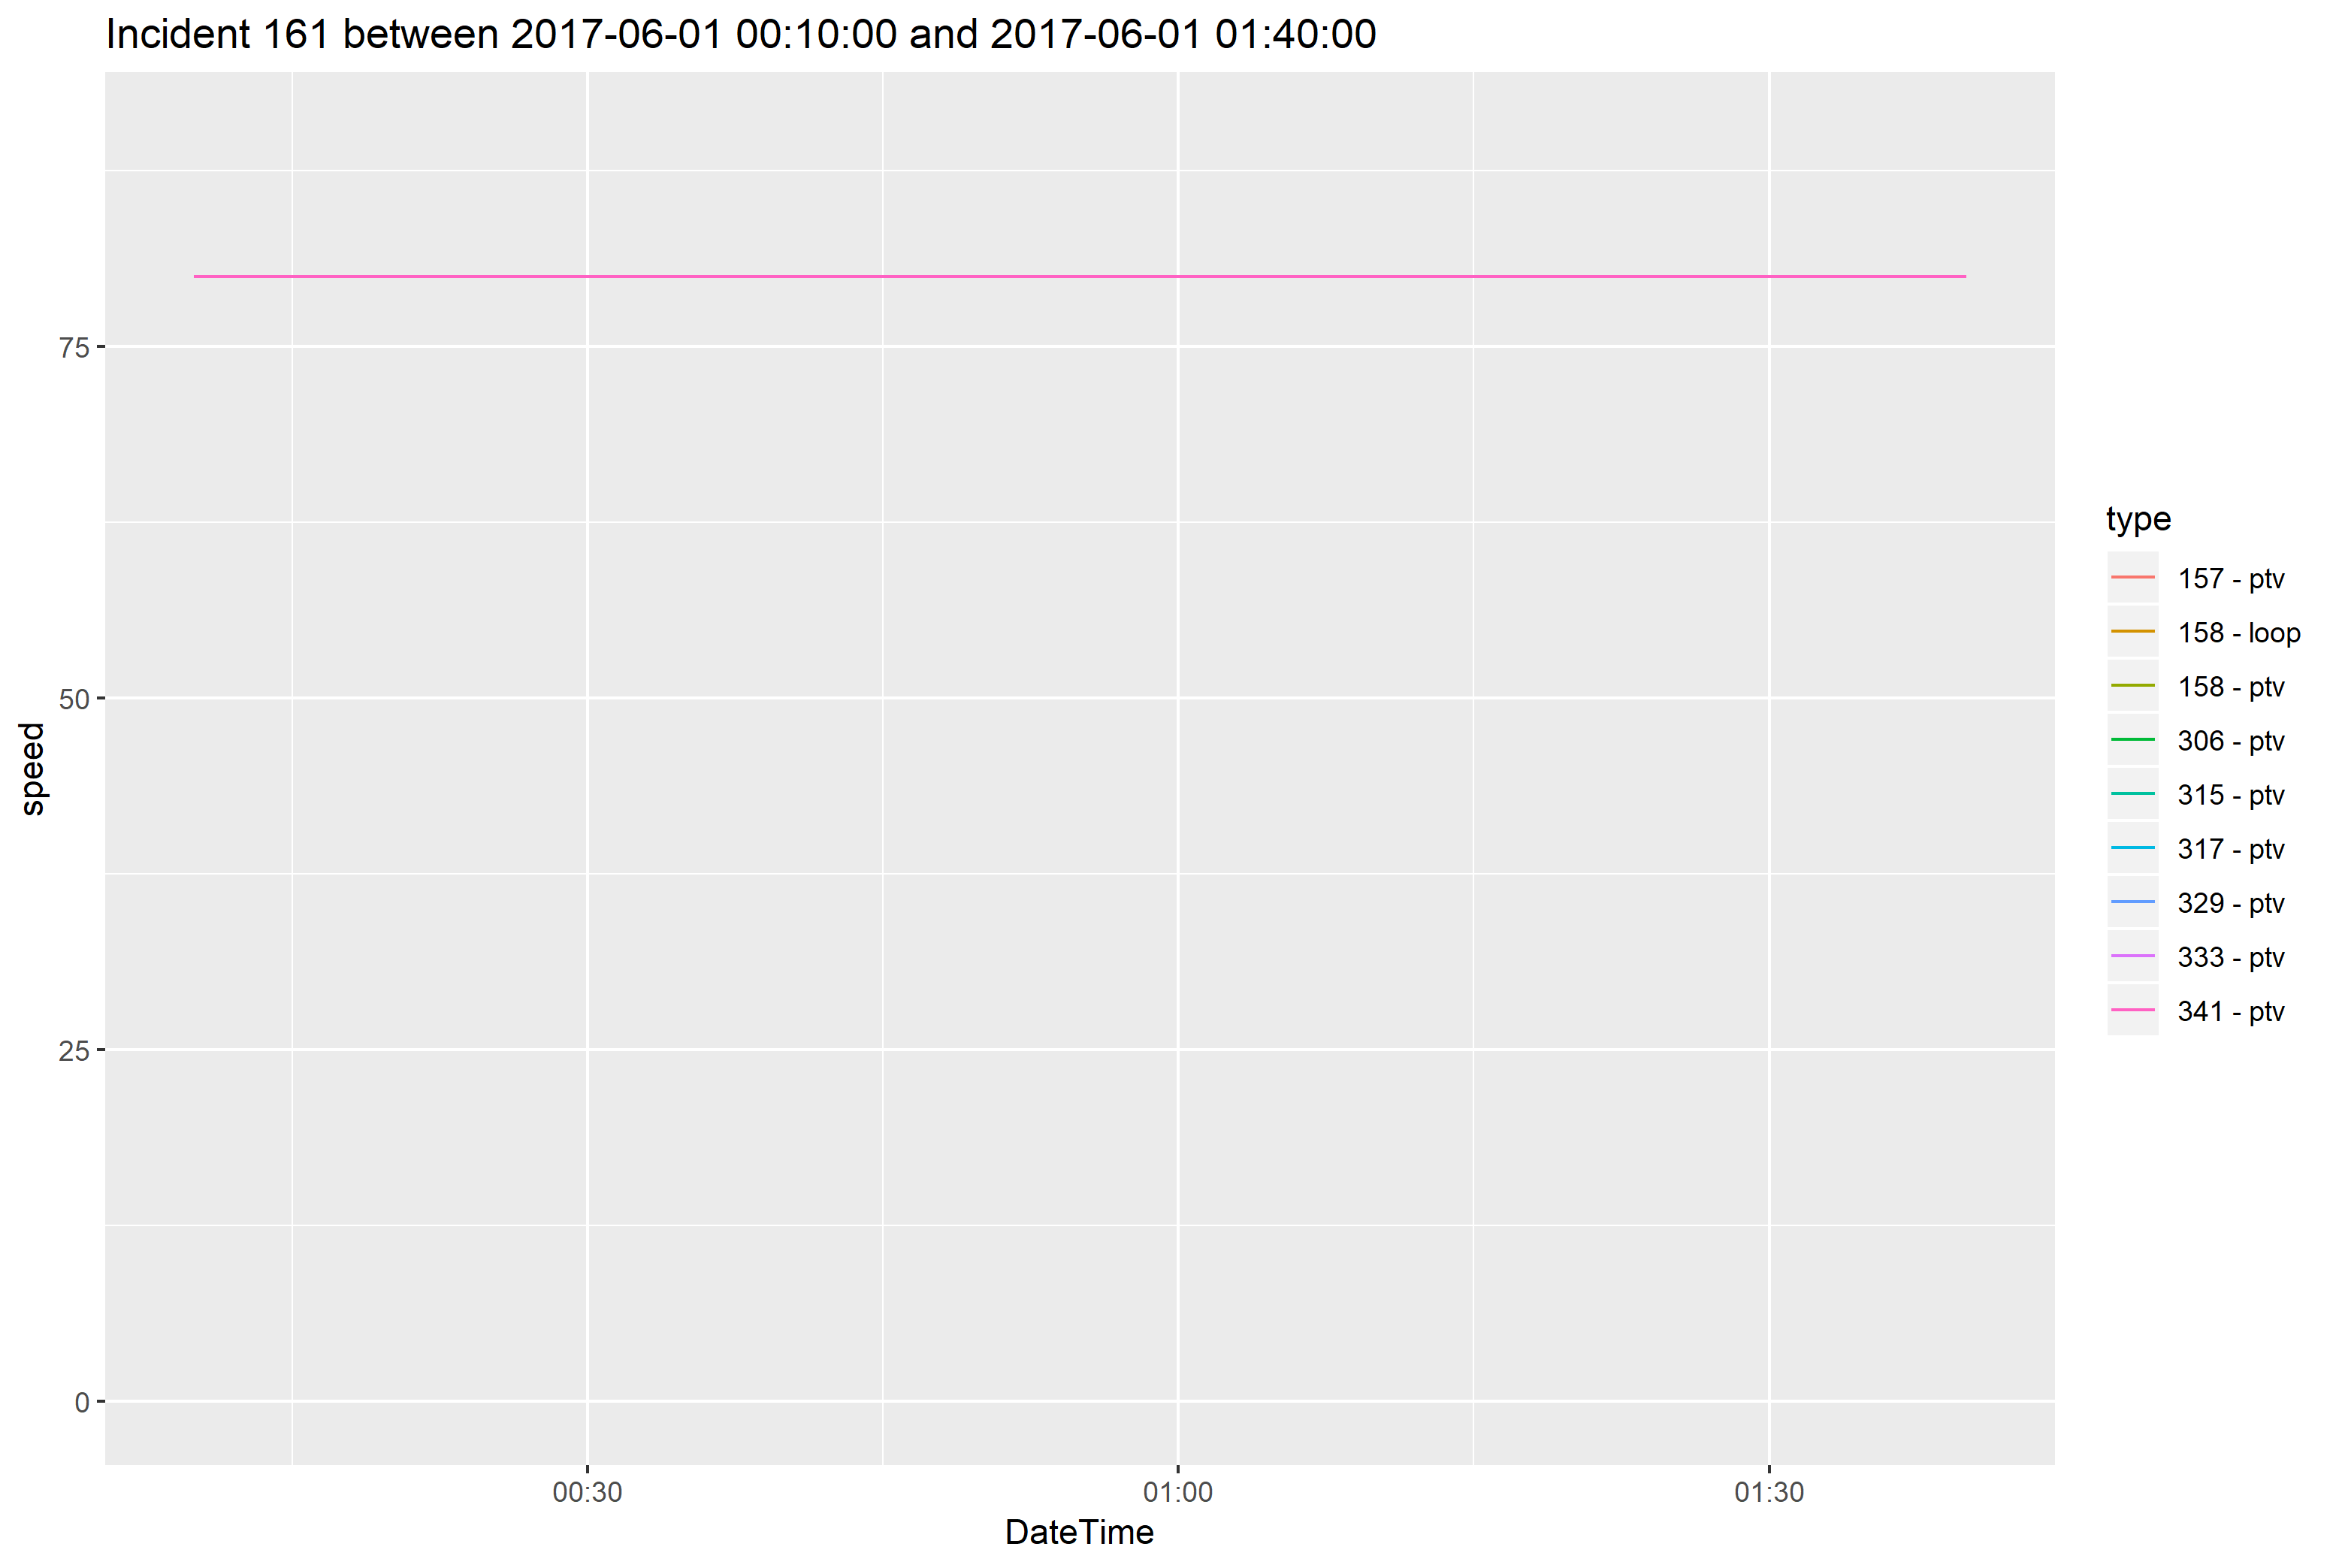 Incident 161 between 2017-06-01 00:10:00 and 2017-06-01 01:40:00
75
50
25
0
speed
00:30 01:00 01:30
DateTime
type
157 - ptv
158 - loop
158 - ptv
306 - ptv
315 - ptv
317 - ptv
329 - ptv
333 - ptv
341 - ptv